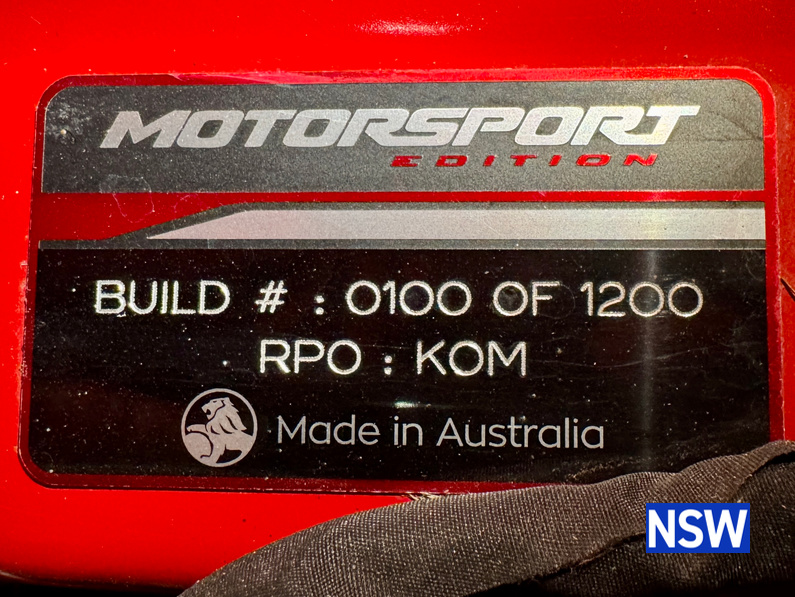 MOTORSPORT
EDITION
BUILD # : 0100 OF 1200
RPO : KOM
Made in Australia
NSW